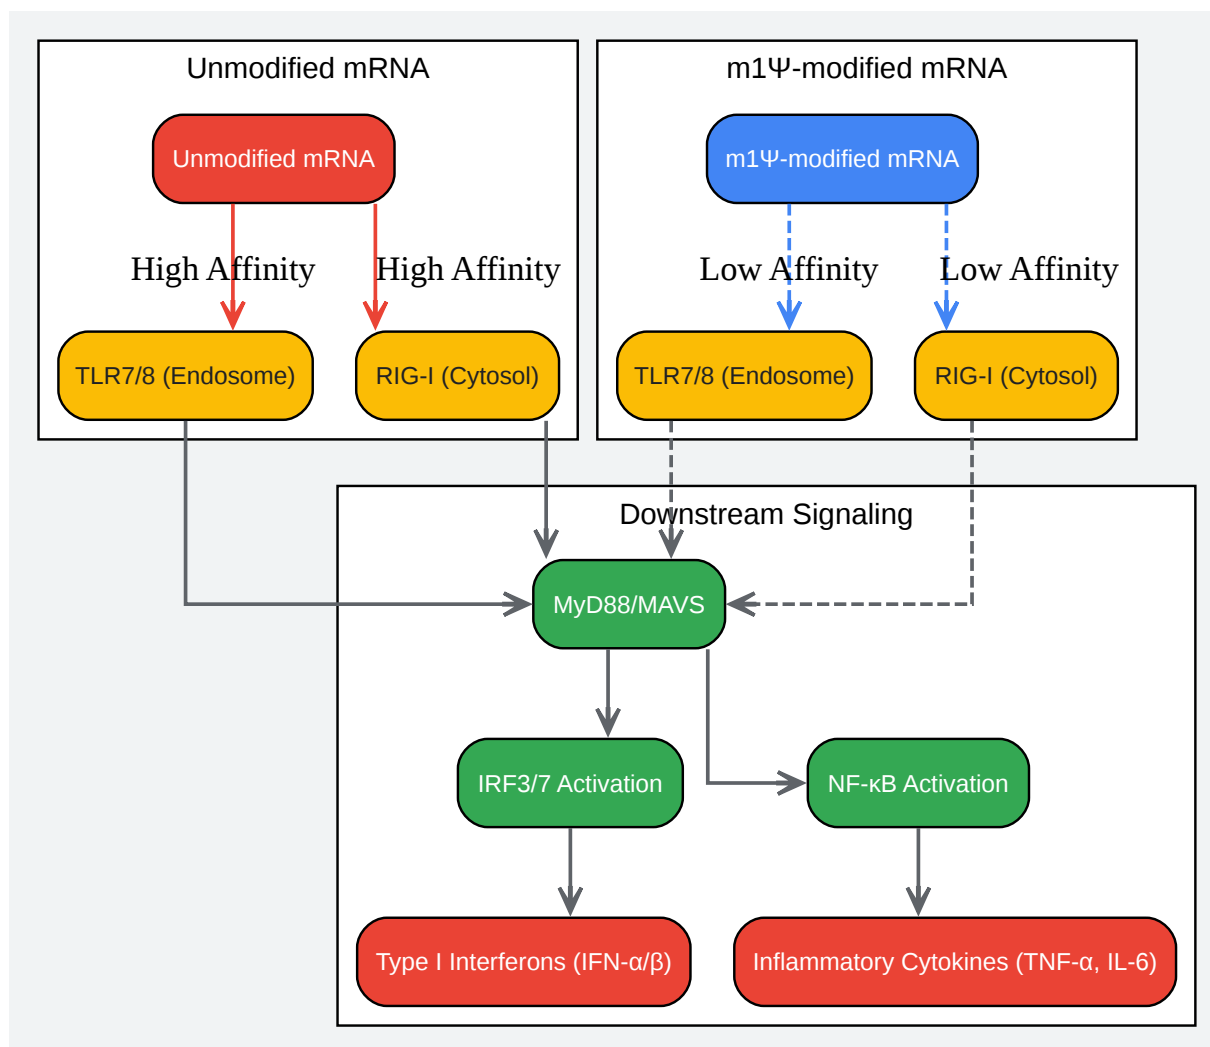 Unmodified mRNA
m1Ψ-modified mRNA
Unmodified mRNA
m1Ψ-modified mRNA
High Affinity
High Affinity
Low Affinity
Low Affinity
TLR7/8 (Endosome)
RIG-I (Cytosol)
TLR7/8 (Endosome)
RIG-I (Cytosol)
Downstream Signaling
MyD88/MAVS
IRF3/7 Activation
NF-κB Activation
Type I Interferons (IFN-α/β)
Inflammatory Cytokines (TNF-α, IL-6)